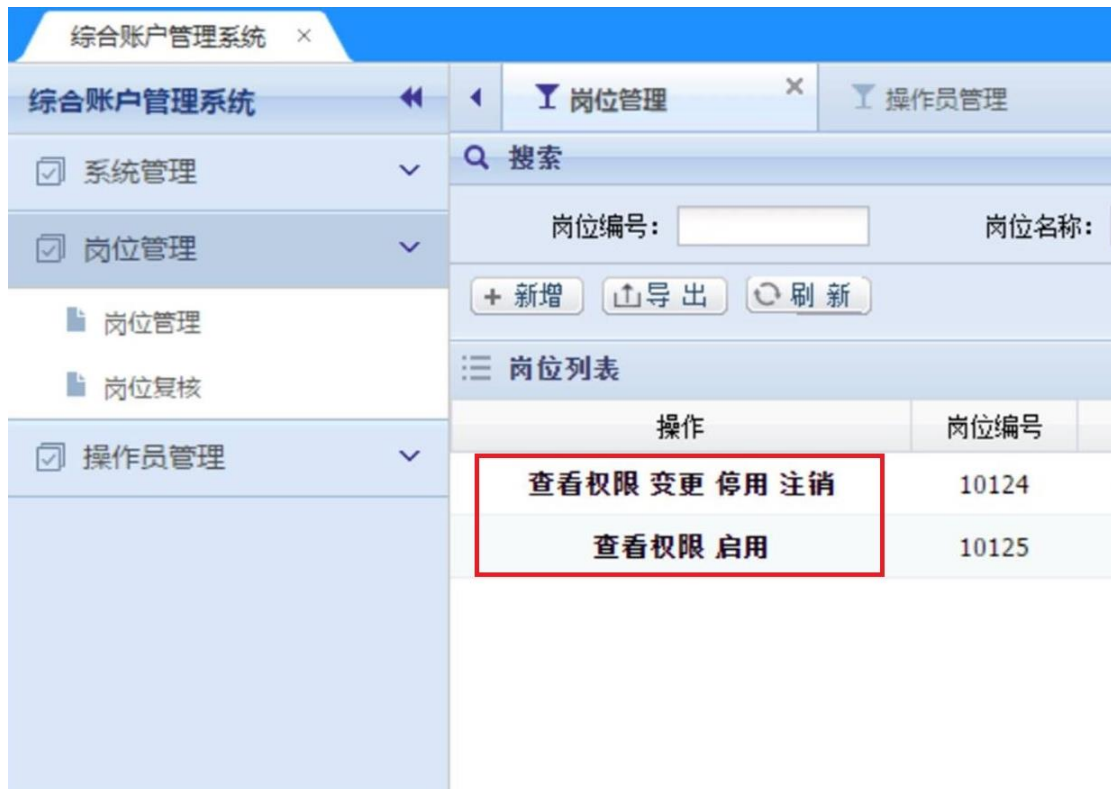 综合账户管理系统 ×
综合账户管理系统
系统管理
岗位管理
岗位管理
岗位复核
操作员管理
岗位管理 × 操作员管理
搜索
岗位编号: 岗位名称:
新增 导出 刷新
岗位列表
操作 岗位编号
查看权限 变更 停用 注销 10124
查看权限 启用 10125